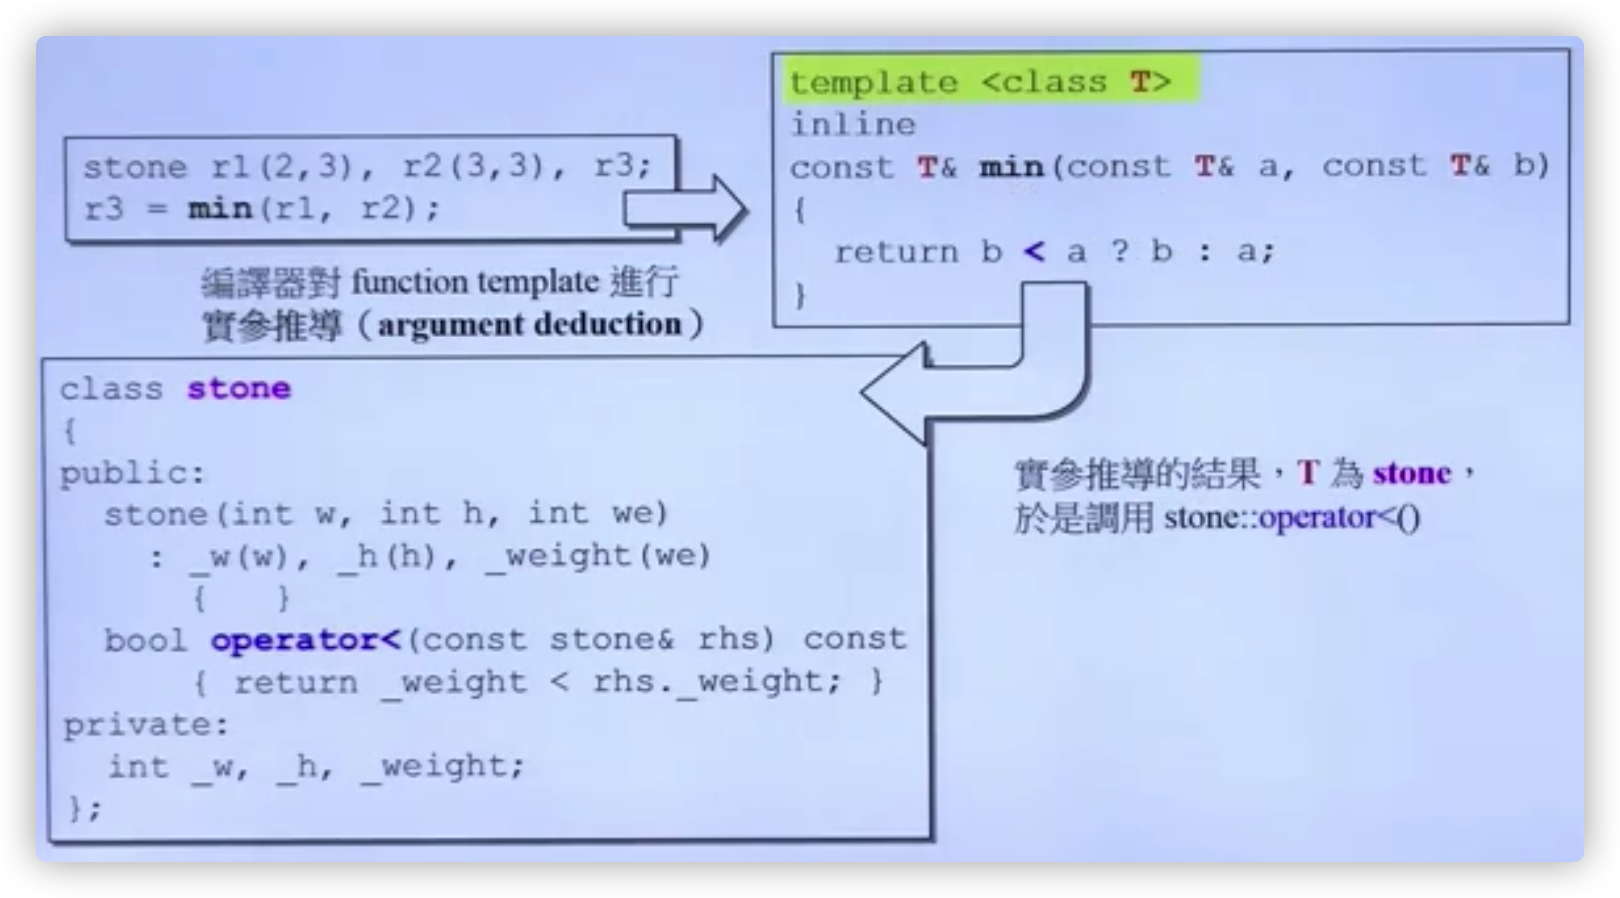 stone r1(2,3), r2(3,3), r3;
r3 = min(r1, r2);
編譯器對 function template 進行
實參推導（argument deduction）
template <class T>
inline
const T& min(const T& a, const T& b)
{
  return b < a ? b : a;
}
class stone
{
public:
  stone(int w, int h, int we)
    : _w(w), _h(h), _weight(we)
      {   }
  bool operator<(const stone& rhs) const
      { return _weight < rhs._weight; }
private:
  int _w, _h, _weight;
};
實參推導的結果，T 為 stone，
於是調用 stone::operator<()